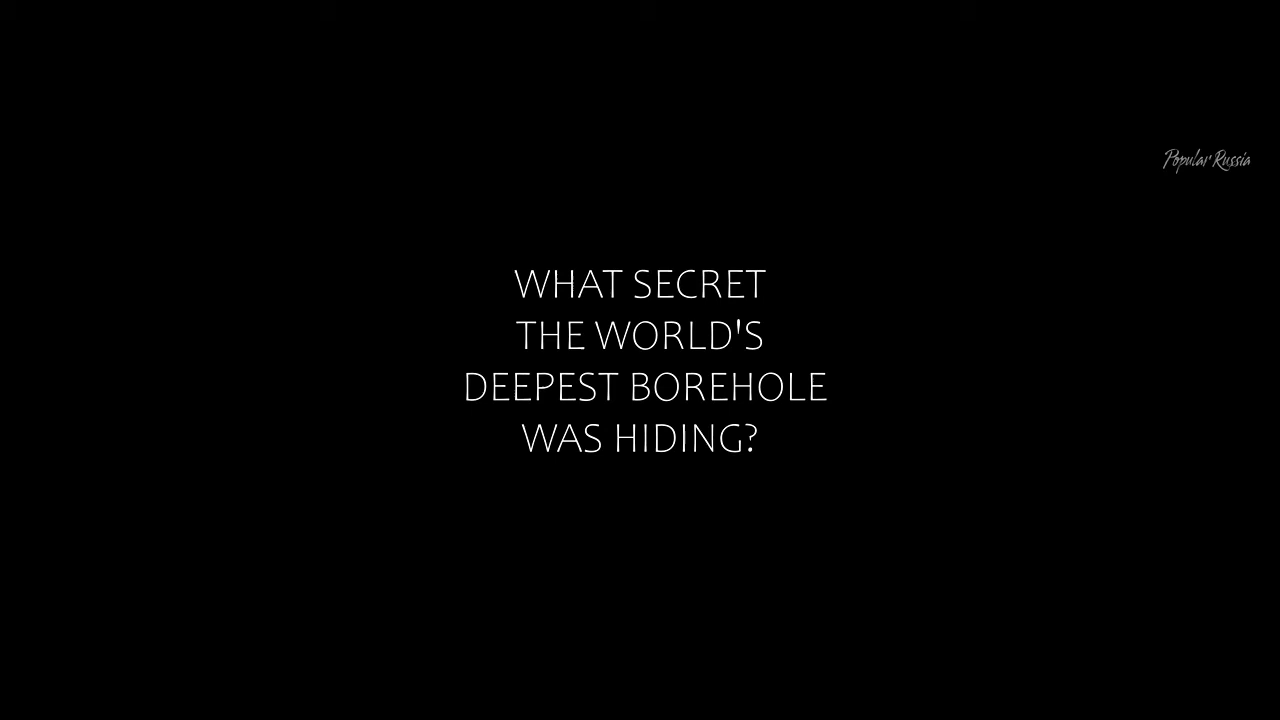 Popular Russia
WHAT SECRET
THE WORLD'S
DEEPEST BOREHOLE
WAS HIDING?